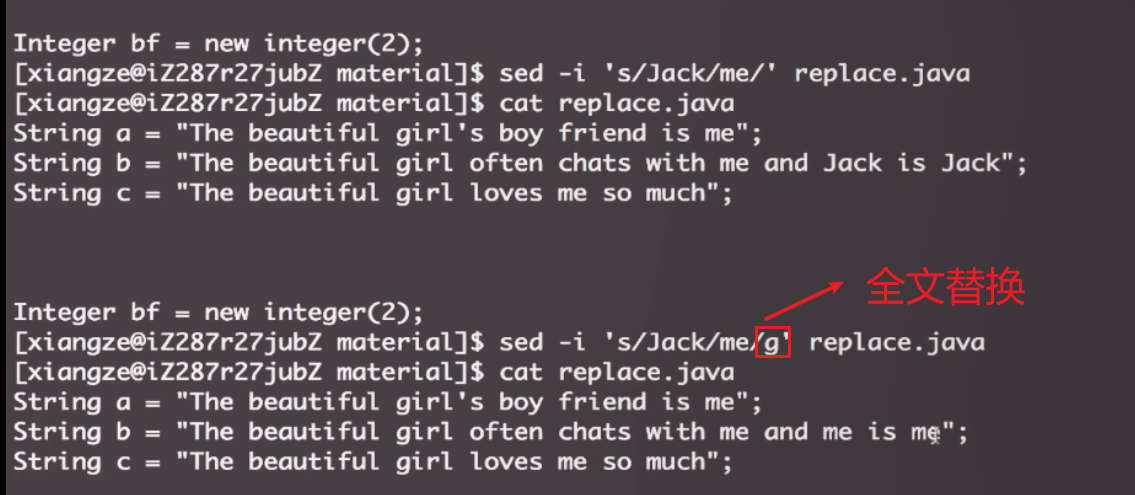 Integer bf = new integer(2);
[xiangze@iZ287r27jubZ material]$ sed -i 's/Jack/me/' replace.java
[xiangze@iZ287r27jubZ material]$ cat replace.java
String a = "The beautiful girl's boy friend is me";
String b = "The beautiful girl often chats with me and Jack is Jack";
String c = "The beautiful girl loves me so much";
全文替换
Integer bf = new integer(2);
[xiangze@iZ287r27jubZ material]$ sed -i 's/Jack/me/g' replace.java
[xiangze@iZ287r27jubZ material]$ cat replace.java
String a = "The beautiful girl's boy friend is me";
String b = "The beautiful girl often chats with me and me is me";
String c = "The beautiful girl loves me so much";